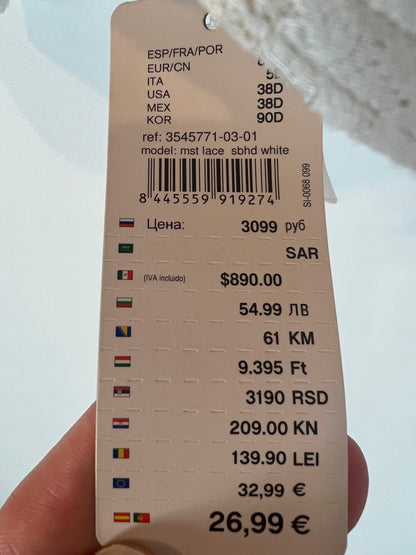 ESP/FRA/POR
EUR/CN
ITA 5D
USA 38D
MEX 38D
KOR 90D
ref: 3545771-03-01
model: mst lace sbhd white
8 445559 919274
SI-0068 099
Цена: 3099 руб
SAR
(IVA incluido) $890.00
54.99 ЛВ
61 KM
9.395 Ft
3190 RSD
209.00 KN
139.90 LEI
32,99 €
26,99 €